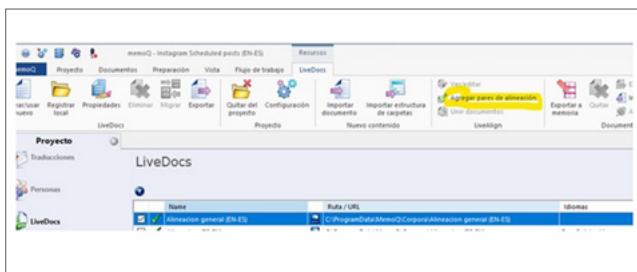 memoQ - Instagram Scheduled posts (EN-ES) Recursos
Proyecto Documentos Preparación Vista Flujo de trabajo LiveDocs
Registrar local Propiedades Eliminar Migrar Exportar Quitar del proyecto Configuración Importar documento Importar estructura de carpetas Ver/editar Agregar pares de alineación Unir documentos Exportar a memoria Quitar
LiveDocs Proyecto Nuevo contenido LiveAlign
Proyecto
Traducciones
Personas
LiveDocs
LiveDocs
Name Ruta / URL Idiomas
Alineacion general (EN-ES) C:\ProgramData\MemoQ\Corpora\Alineacion general (EN-ES)